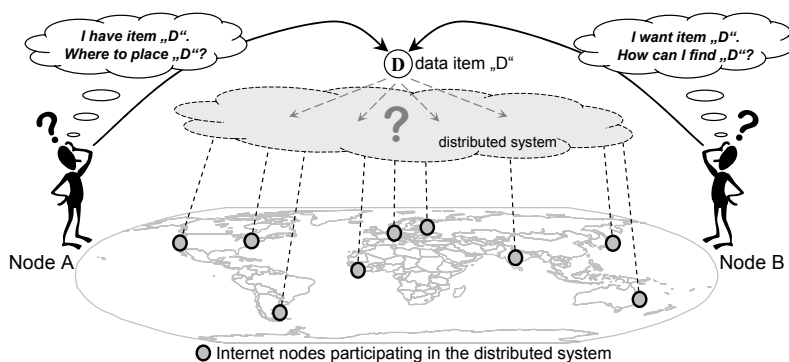 I have item „D“.
Where to place „D“?
I want item „D“.
How can I find „D“?
D data item „D“
?
?
?
distributed system
Node A
Node B
Internet nodes participating in the distributed system